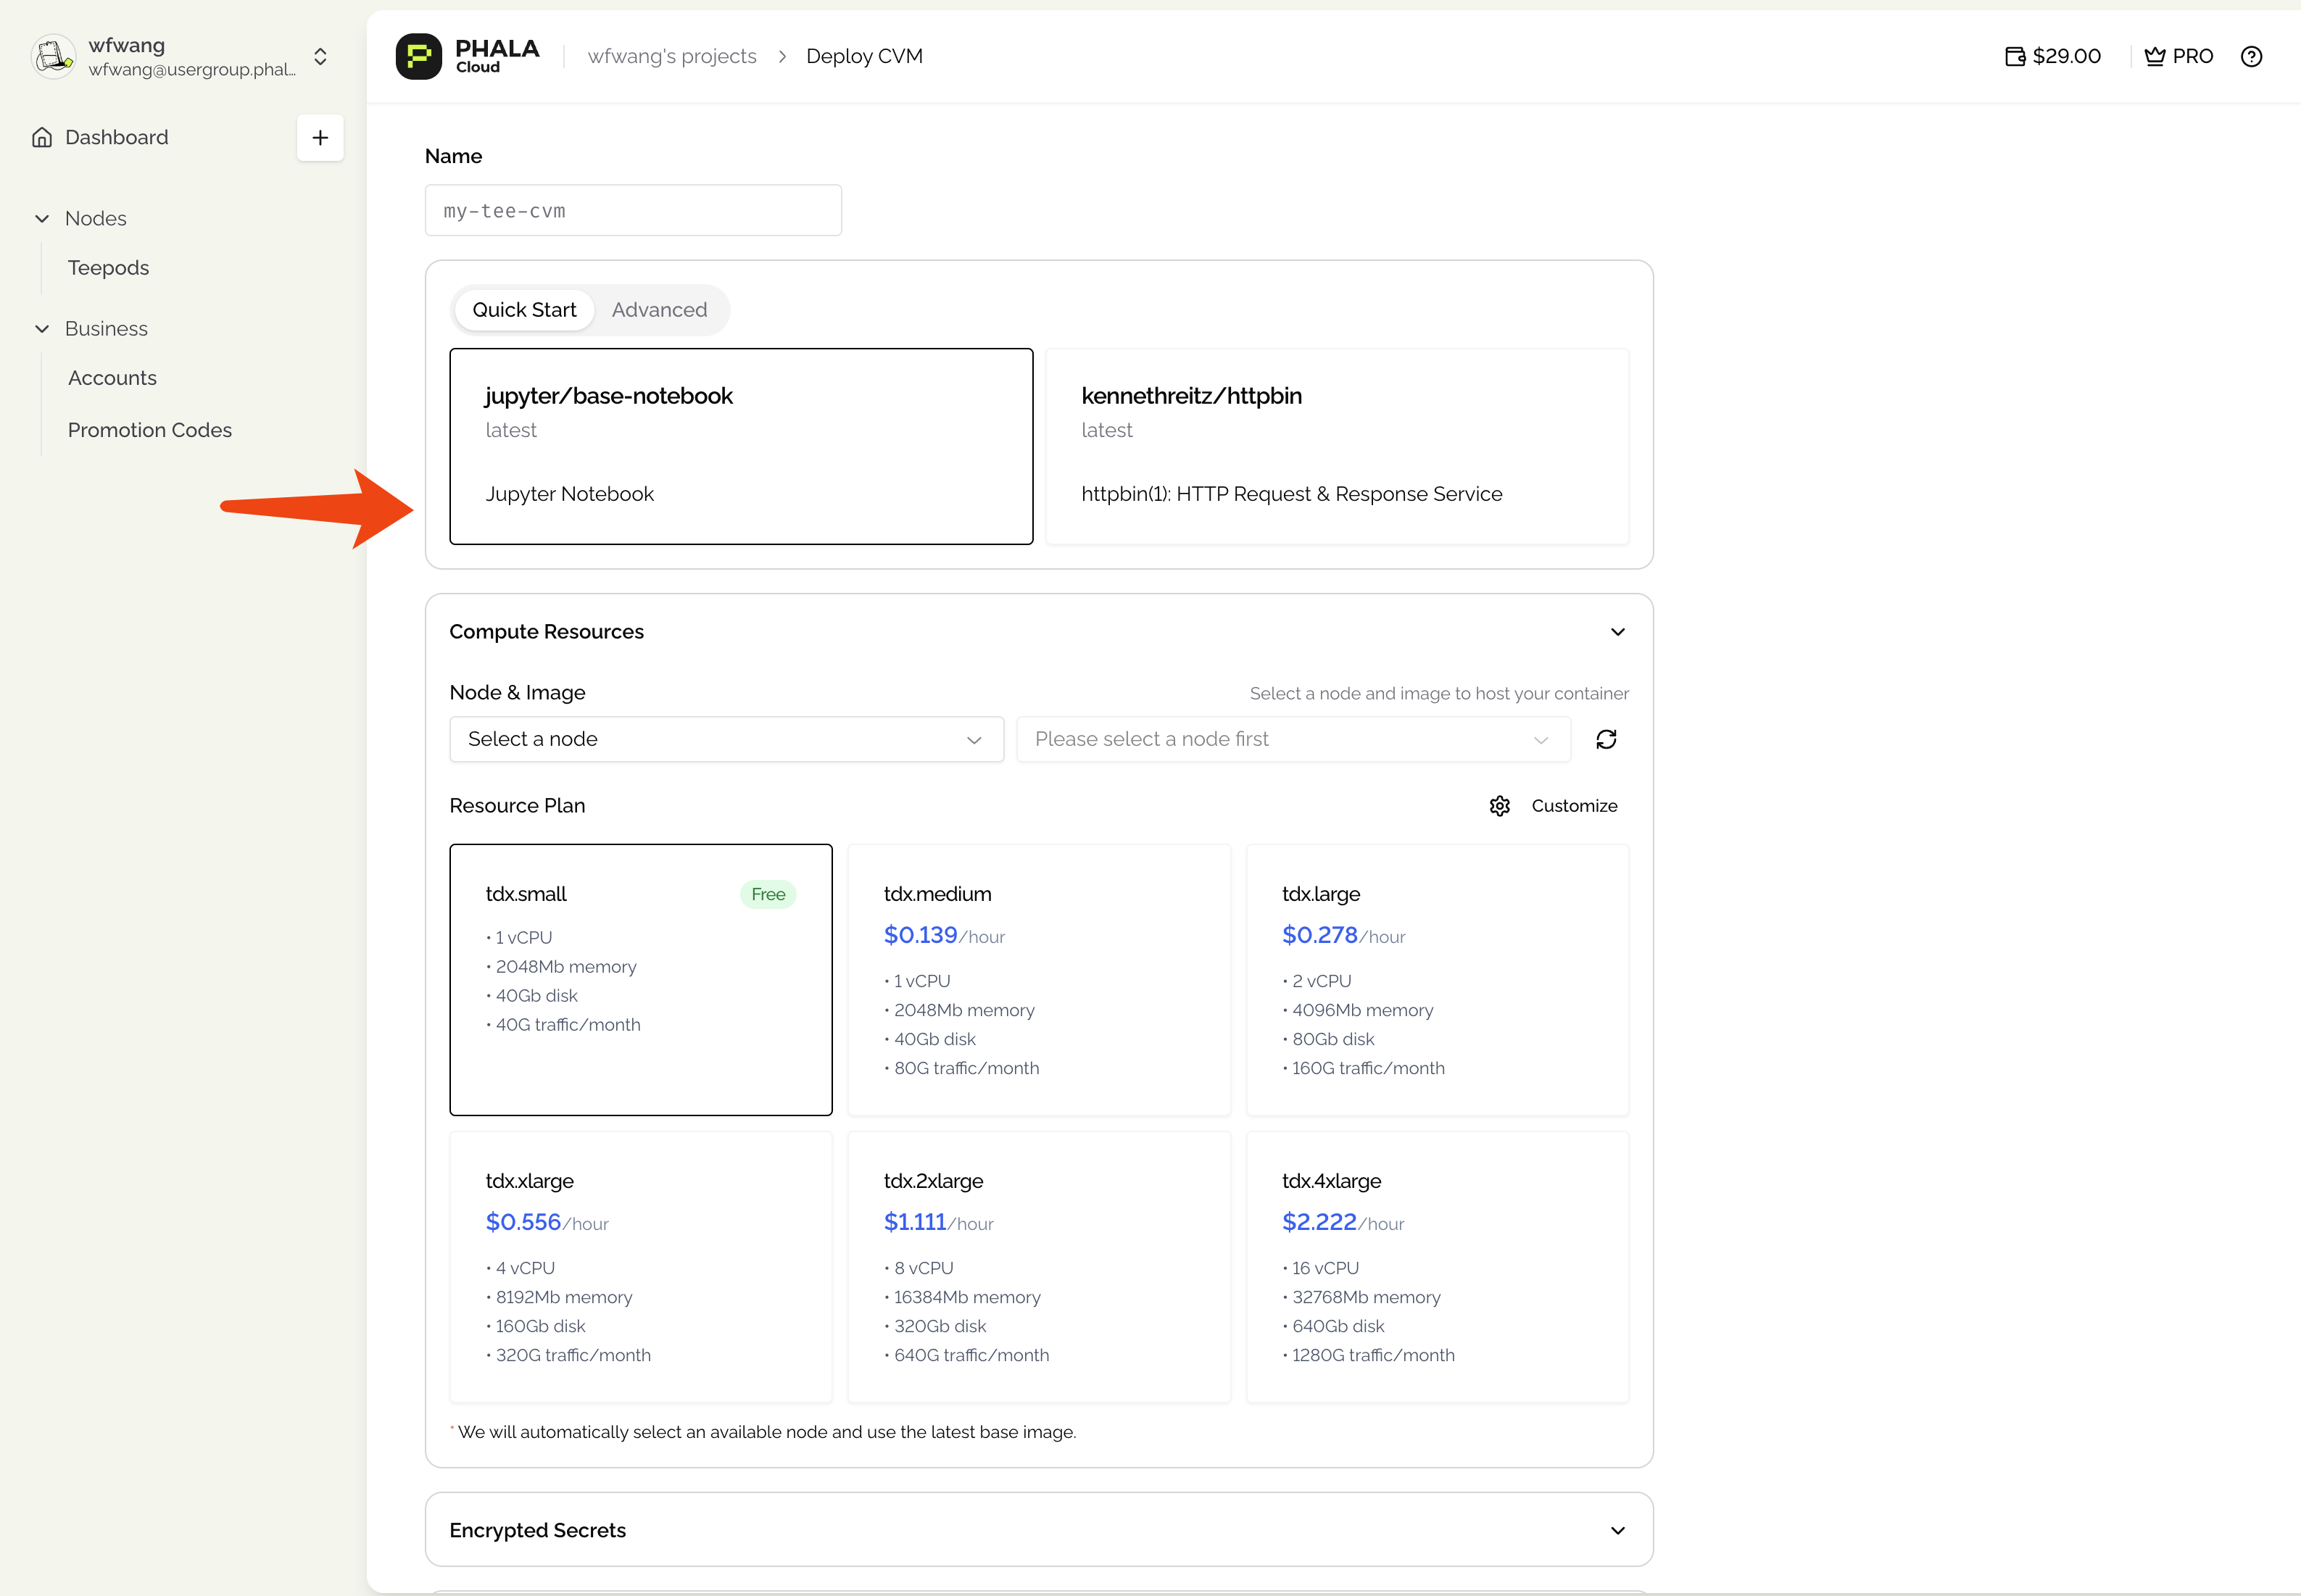 wfwang
wfwang@usergroup.phal...
Dashboard
Nodes
Teepods
Business
Accounts
Promotion Codes
PHALA
Cloud
wfwang's projects > Deploy CVM
$29.00
PRO
Name
my-tee-cvm
Quick Start
Advanced
jupyter/base-notebook
latest
Jupyter Notebook
kennethreitz/httpbin
latest
httpbin(1): HTTP Request & Response Service
Compute Resources
Node & Image
Select a node and image to host your container
Select a node
Please select a node first
Resource Plan
Customize
tdx.small
Free
• 1 vCPU
• 2048Mb memory
• 40Gb disk
• 40G traffic/month
tdx.medium
$0.139/hour
• 1 vCPU
• 2048Mb memory
• 40Gb disk
• 80G traffic/month
tdx.large
$0.278/hour
• 2 vCPU
• 4096Mb memory
• 80Gb disk
• 160G traffic/month
tdx.xlarge
$0.556/hour
• 4 vCPU
• 8192Mb memory
• 160Gb disk
• 320G traffic/month
tdx.2xlarge
$1.111/hour
• 8 vCPU
• 16384Mb memory
• 320Gb disk
• 640G traffic/month
tdx.4xlarge
$2.222/hour
• 16 vCPU
• 32768Mb memory
• 640Gb disk
• 1280G traffic/month
* We will automatically select an available node and use the latest base image.
Encrypted Secrets